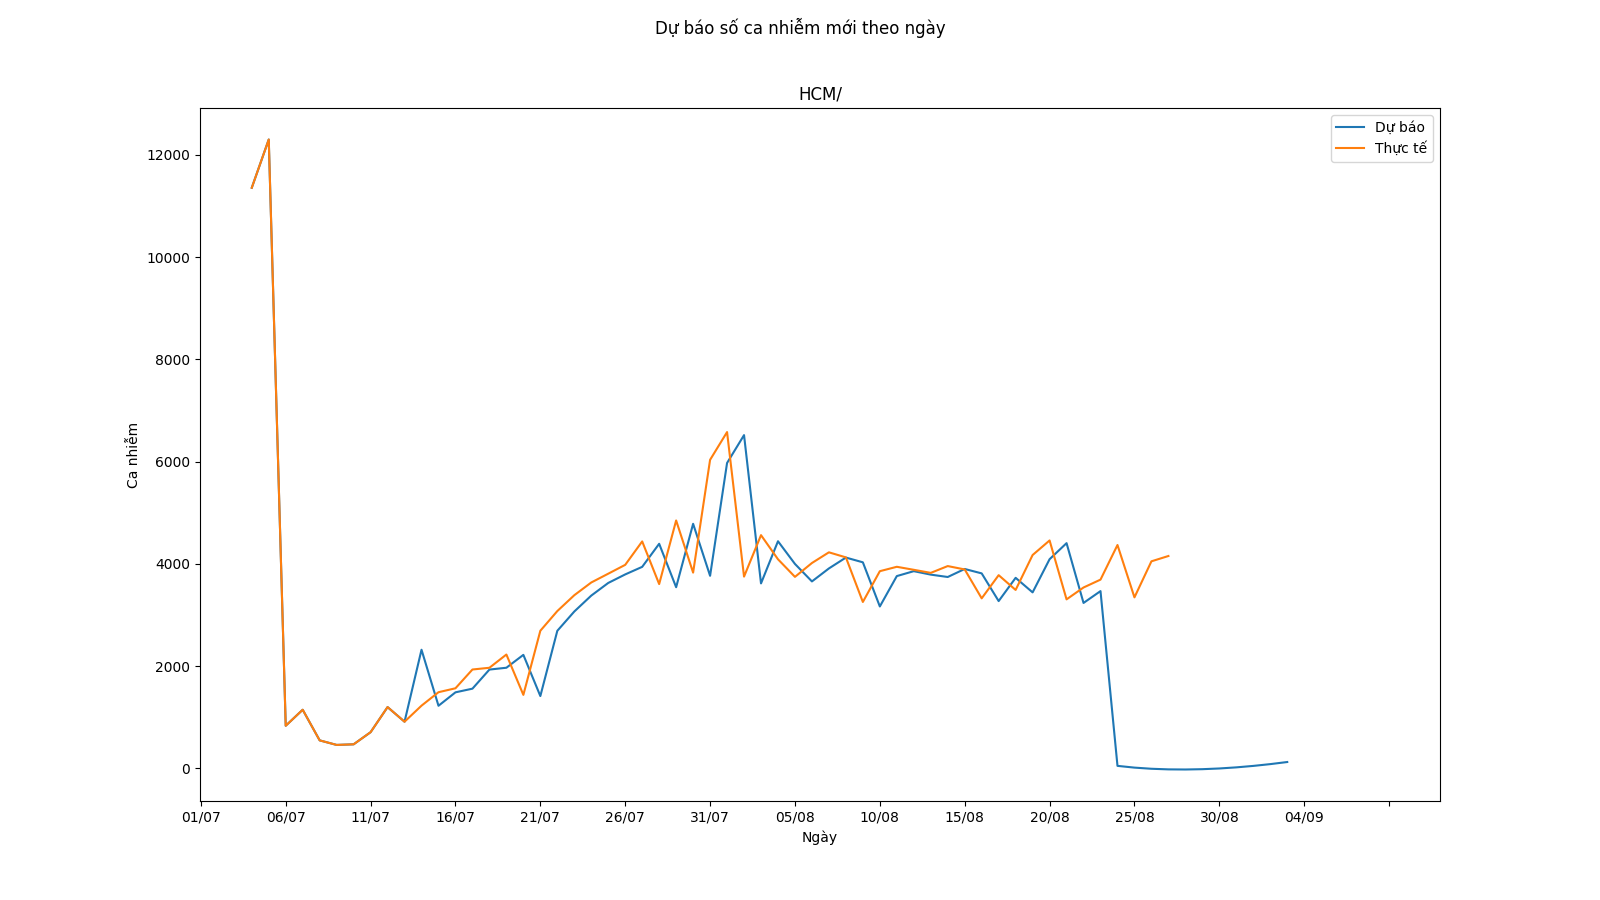 Dự báo số ca nhiễm mới theo ngày
HCM/
Dự báo
Thực tế
12000
10000
8000
6000
4000
2000
0
Ca nhiễm
01/07 06/07 11/07 16/07 21/07 26/07 31/07 05/08 10/08 15/08 20/08 25/08 30/08 04/09
Ngày